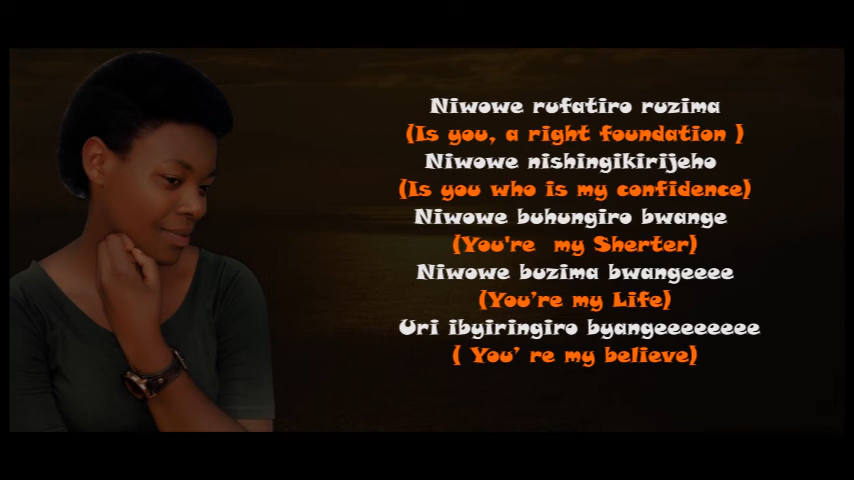 Niwowe rufatiro ruzima
(Is you, a right foundation )
Niwowe nishingikirijeho
(Is you who is my confidence)
Niwowe buhungiro bwange
(You're my Sherter)
Niwowe buzima bwangeeee
(You're my Life)
Uri ibyiringiro byangeeeeeeee
( You' re my believe)